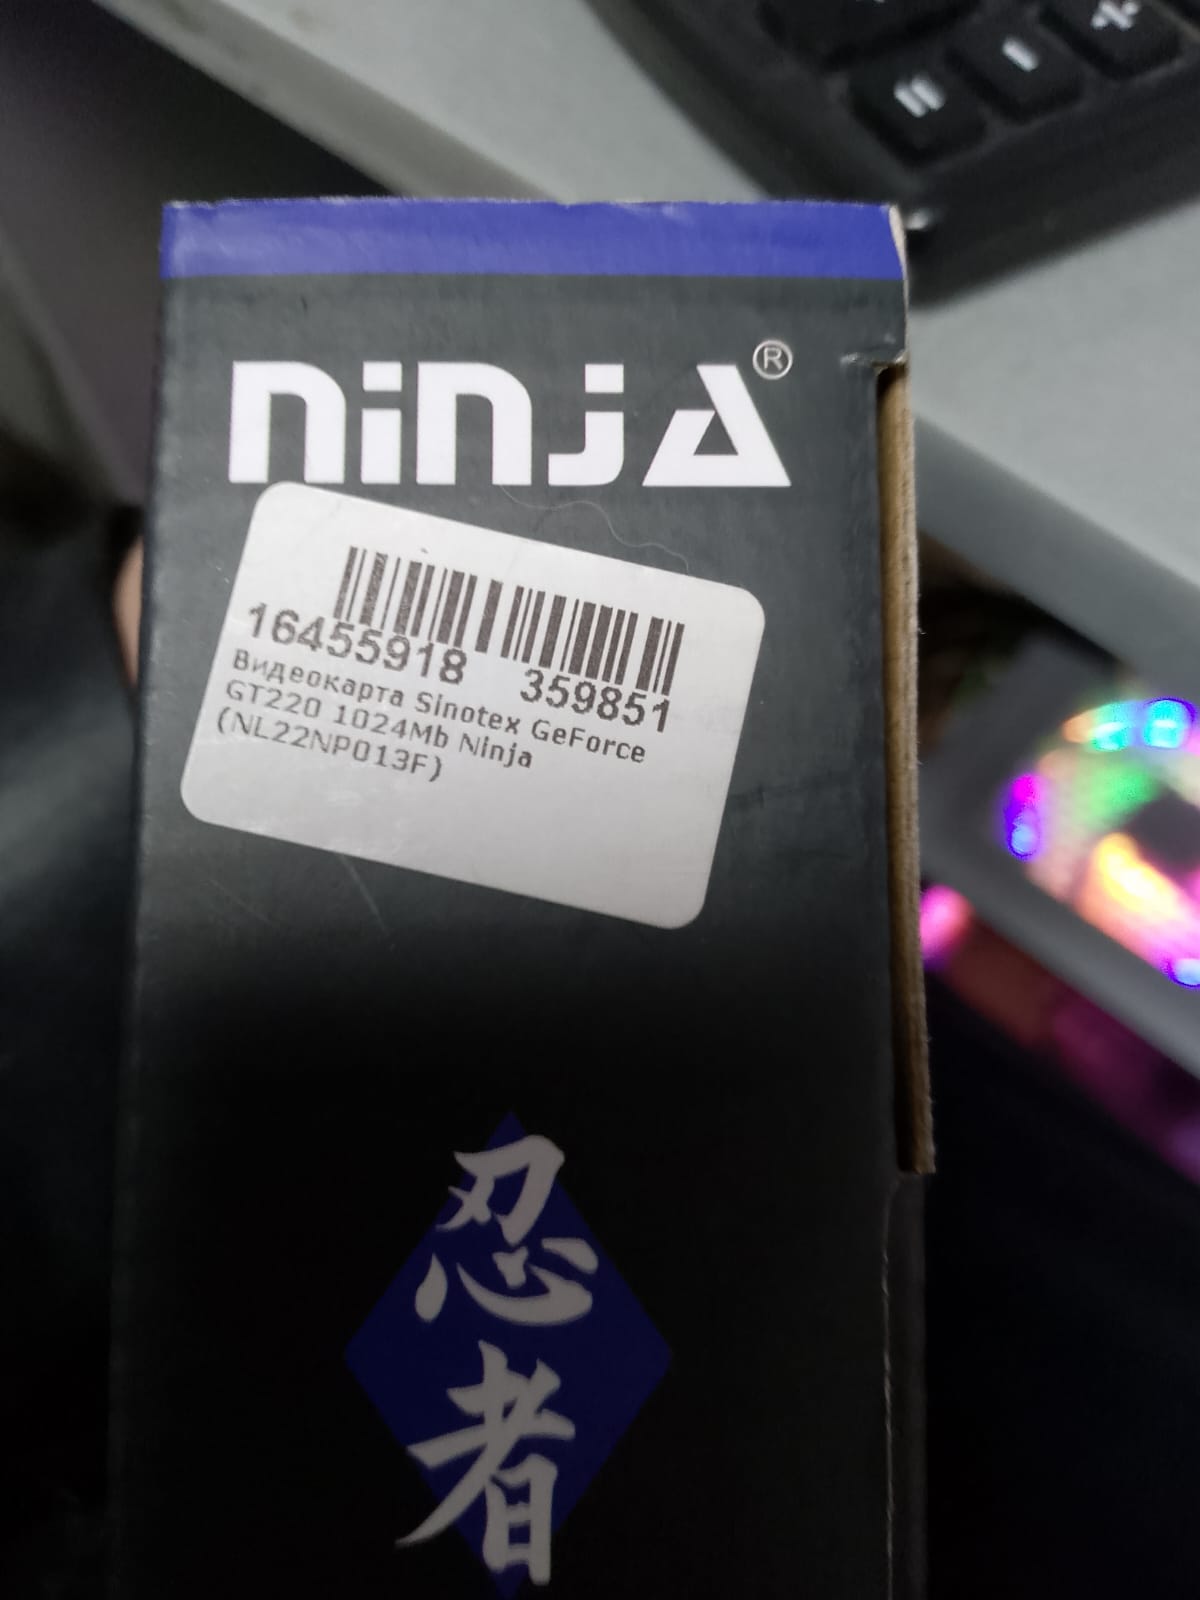 ninja®
16455918 359851
Видеокарта Sinotex GeForce
GT220 1024Mb Ninja
(NL22NP013F)
忍
者